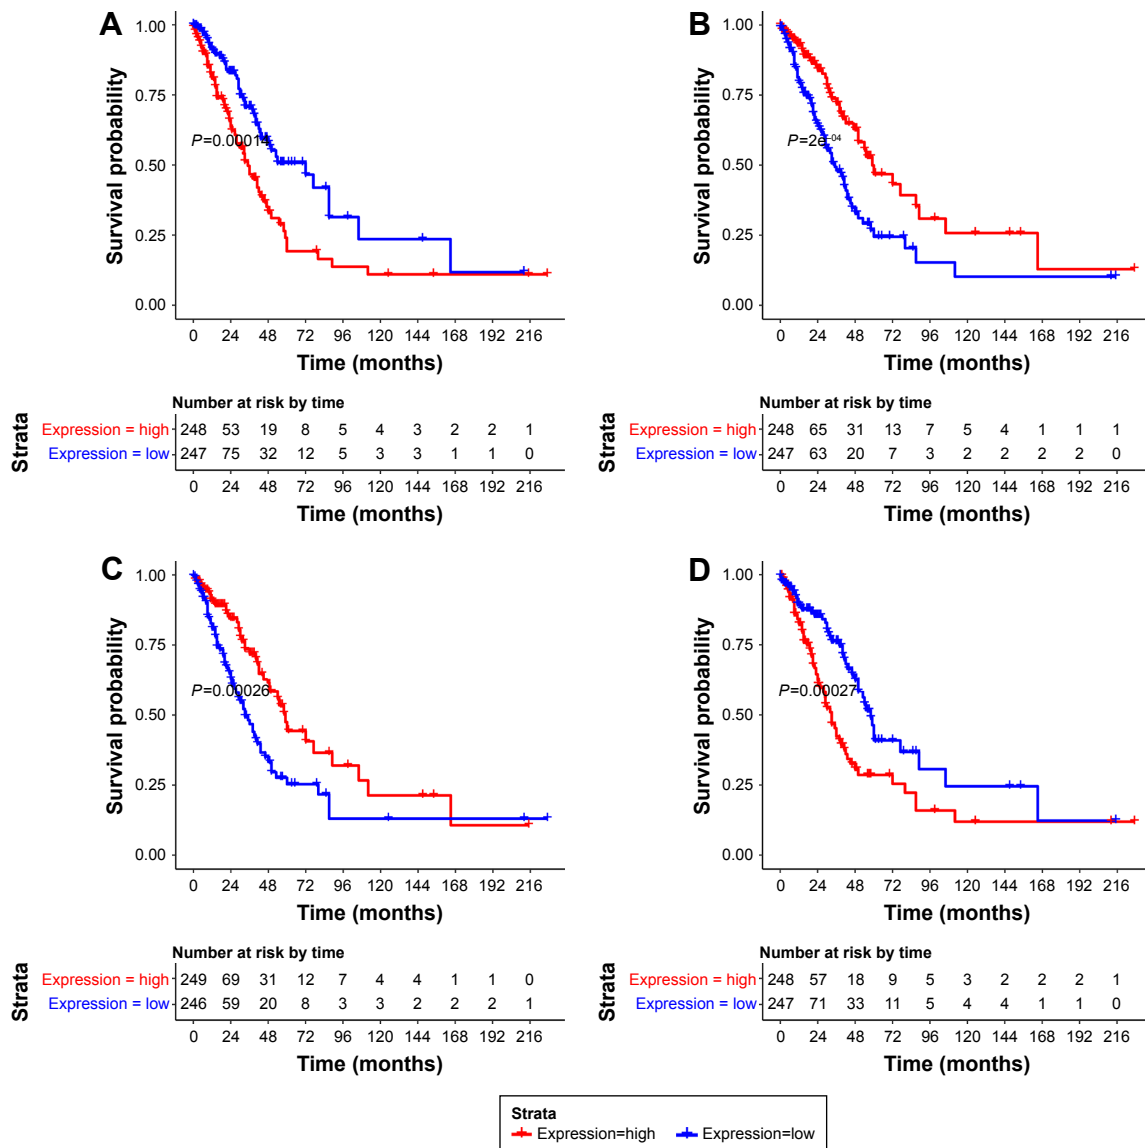 A
Survival probability
1.00
0.75
0.50
0.25
0.00
P=0.00014
0 24 48 72 96 120 144 168 192 216
Time (months)
Number at risk by time
Strata
Expression = high 248 53 19 8 5 4 3 2 2 1
Expression = low 247 75 32 12 5 3 3 1 1 0
0 24 48 72 96 120 144 168 192 216
Time (months)
B
Survival probability
1.00
0.75
0.50
0.25
0.00
P=2e-04
0 24 48 72 96 120 144 168 192 216
Time (months)
Number at risk by time
Strata
Expression = high 248 65 31 13 7 5 4 1 1 1
Expression = low 247 63 20 7 3 2 2 2 2 0
0 24 48 72 96 120 144 168 192 216
Time (months)
C
Survival probability
1.00
0.75
0.50
0.25
0.00
P=0.00026
0 24 48 72 96 120 144 168 192 216
Time (months)
Number at risk by time
Strata
Expression = high 249 69 31 12 7 4 4 1 1 0
Expression = low 246 59 20 8 3 3 2 2 2 1
0 24 48 72 96 120 144 168 192 216
Time (months)
D
Survival probability
1.00
0.75
0.50
0.25
0.00
P=0.00027
0 24 48 72 96 120 144 168 192 216
Time (months)
Number at risk by time
Strata
Expression = high 248 57 18 9 5 3 2 2 2 1
Expression = low 247 71 33 11 5 4 4 1 1 0
0 24 48 72 96 120 144 168 192 216
Time (months)
Strata
Expression=high Expression=low